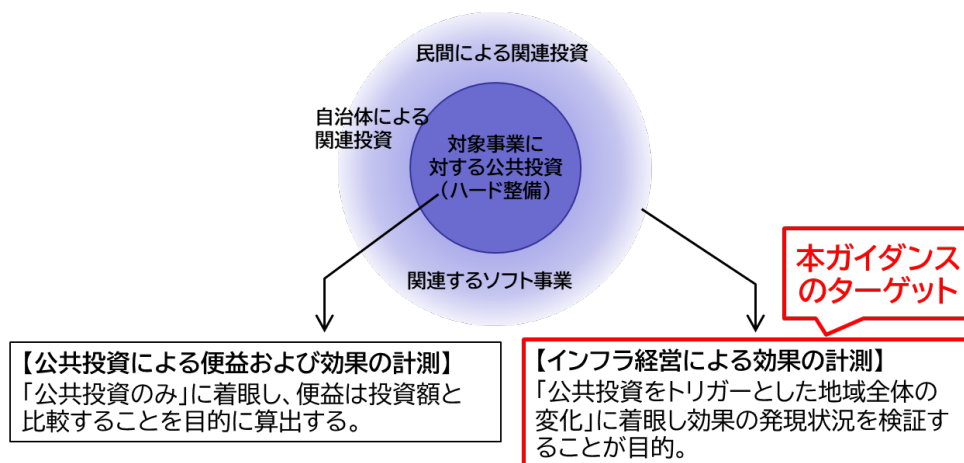 民間による関連投資
自治体による
関連投資
対象事業に
対する公共投資
（ハード整備）
関連するソフト事業
本ガイダンス
のターゲット
【公共投資による便益および効果の計測】
「公共投資のみ」に着眼し、便益は投資額と
比較することを目的に算出する。
【インフラ経営による効果の計測】
「公共投資をトリガーとした地域全体の
変化」に着眼し効果の発現状況を検証す
ることが目的。